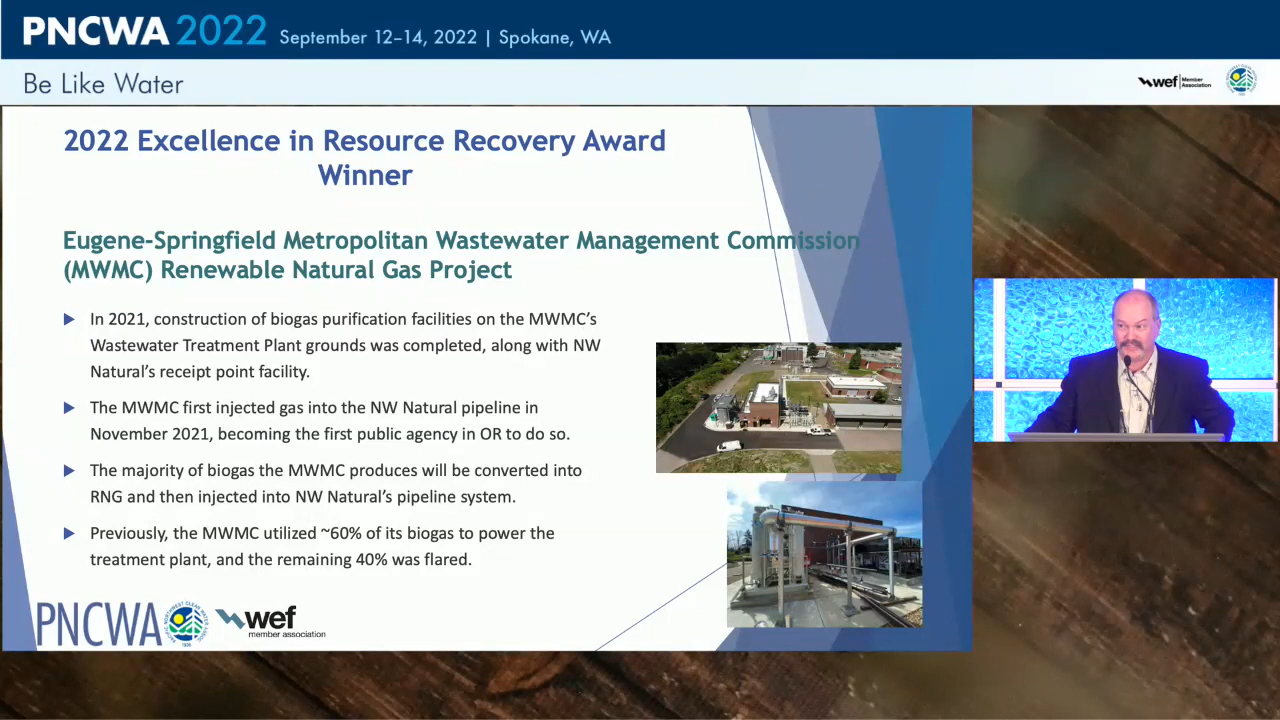 PNCWA 2022 September 12–14, 2022 | Spokane, WA
Be Like Water
wef Member Association
2022 Excellence in Resource Recovery Award
Winner
Eugene-Springfield Metropolitan Wastewater Management Commission
(MWMC) Renewable Natural Gas Project
In 2021, construction of biogas purification facilities on the MWMC's
Wastewater Treatment Plant grounds was completed, along with NW
Natural's receipt point facility.
The MWMC first injected gas into the NW Natural pipeline in
November 2021, becoming the first public agency in OR to do so.
The majority of biogas the MWMC produces will be converted into
RNG and then injected into NW Natural's pipeline system.
Previously, the MWMC utilized ~60% of its biogas to power the
treatment plant, and the remaining 40% was flared.
PNCWA
wef
member association